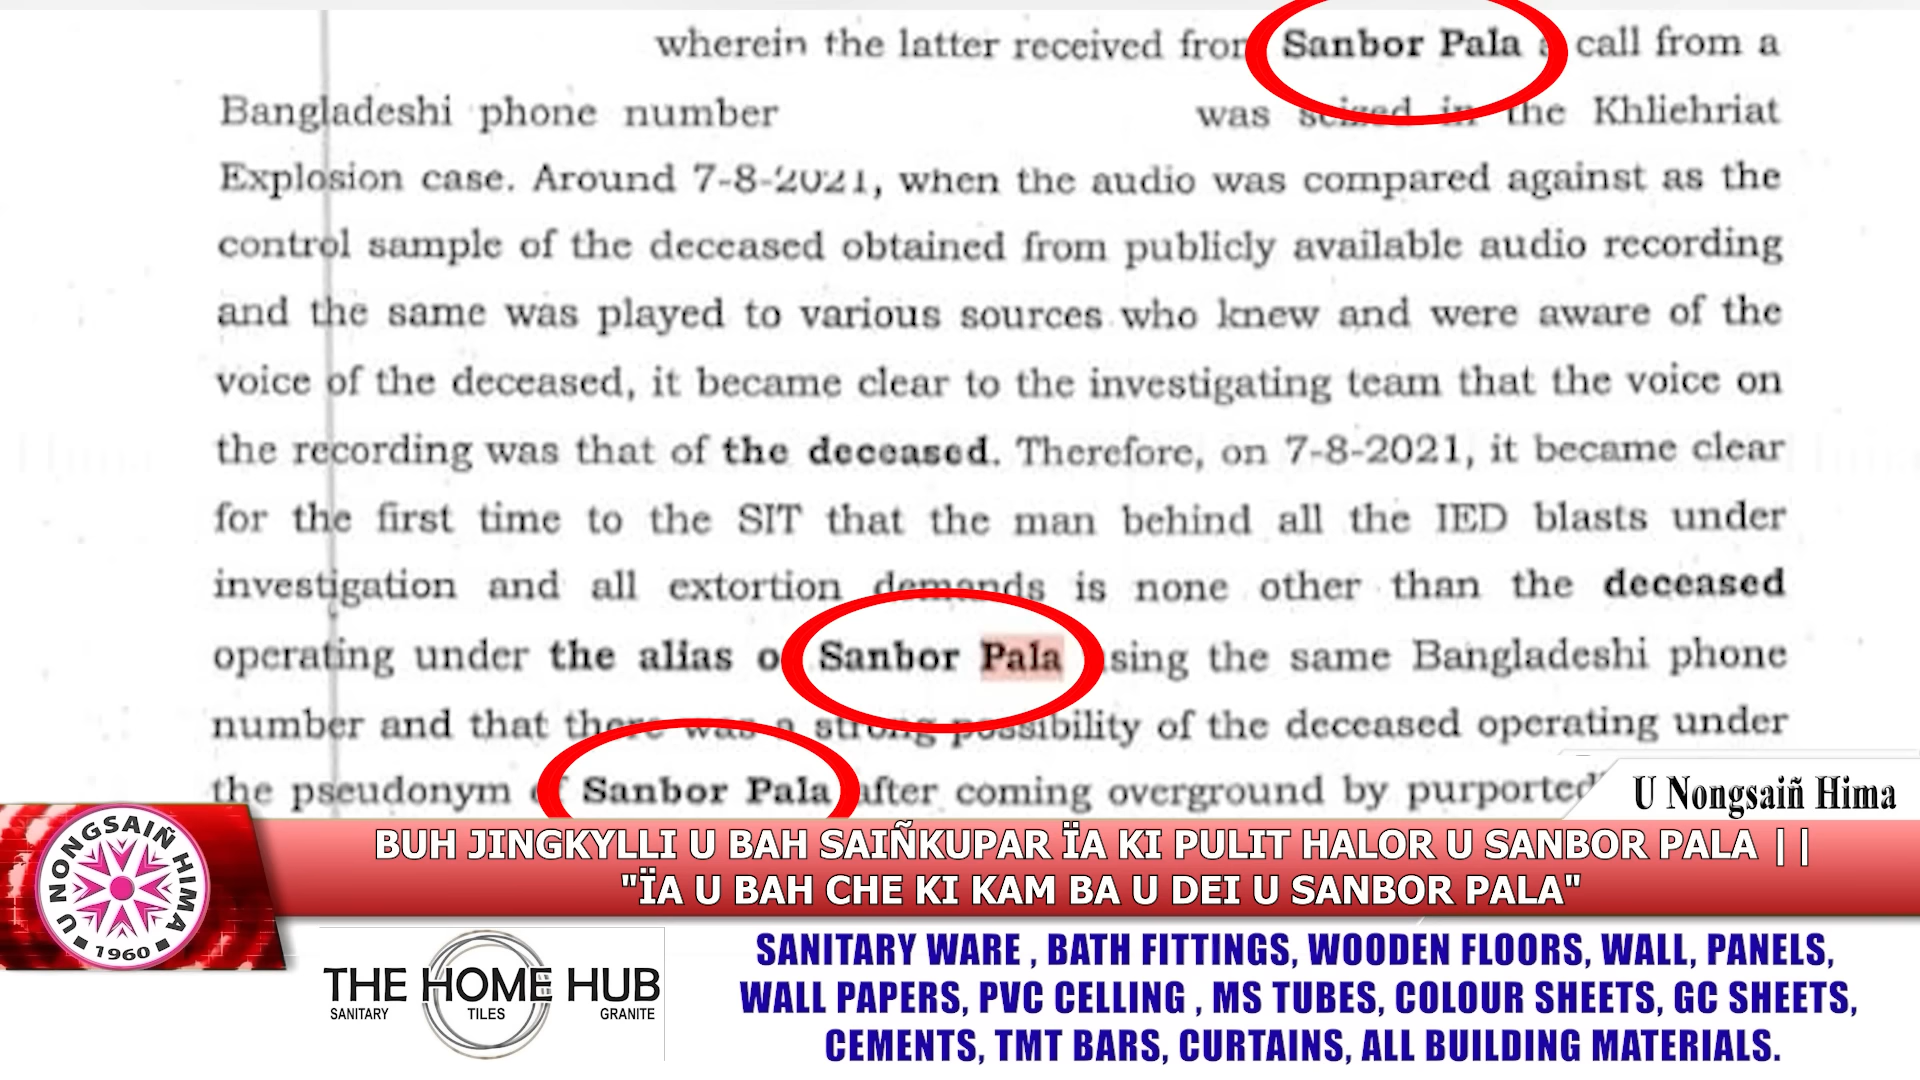 wherein the latter received from Sanbor Pala a call from a
Bangladeshi phone number was seized in the Khliehriat
Explosion case. Around 7-8-2021, when the audio was compared against as the
control sample of the deceased obtained from publicly available audio recording
and the same was played to various sources who knew and were aware of the
voice of the deceased, it became clear to the investigating team that the voice on
the recording was that of the deceased. Therefore, on 7-8-2021, it became clear
for the first time to the SIT that the man behind all the IED blasts under
investigation and all extortion demands is none other than the deceased
operating under the alias o Sanbor Pala sing the same Bangladeshi phone
number and that there was a strong possibility of the deceased operating under
the pseudonym Sanbor Pala after coming overground by purported
U Nongsaiñ Hima
BUH JINGKYLLI U BAH SAIÑKUPAR ÏA KI PULIT HALOR U SANBOR PALA ||
"ÏA U BAH CHE KI KAM BA U DEI U SANBOR PALA"
U NONGSAIÑ HIMA
1960
THE HOME HUB
SANITARY TILES GRANITE
SANITARY WARE , BATH FITTINGS, WOODEN FLOORS, WALL, PANELS,
WALL PAPERS, PVC CELLING , MS TUBES, COLOUR SHEETS, GC SHEETS,
CEMENTS, TMT BARS, CURTAINS, ALL BUILDING MATERIALS.